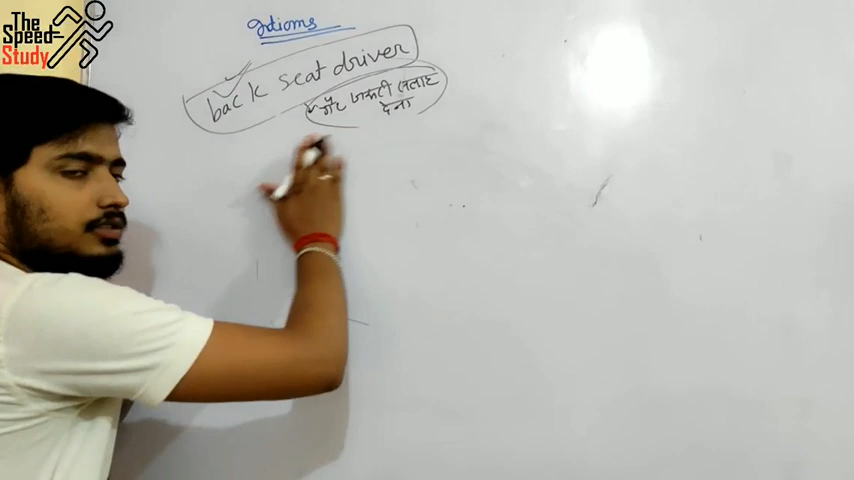 The
Speed
Study
Idioms
back seat driver
गैर जरूरी सलाह
देना